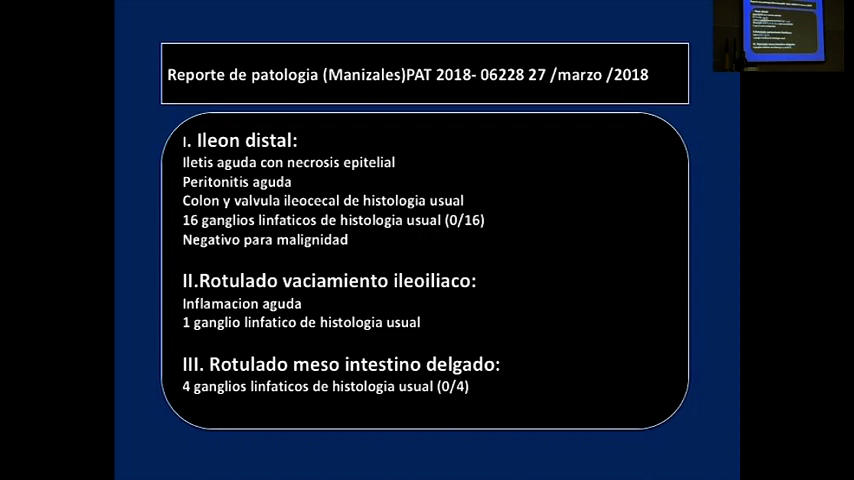 Reporte de patologia (Manizales)PAT 2018- 06228 27 /marzo /2018
I. Ileon distal:
Iletis aguda con necrosis epitelial
Peritonitis aguda
Colon y valvula ileocecal de histologia usual
16 ganglios linfaticos de histologia usual (0/16)
Negativo para malignidad
II.Rotulado vaciamiento ileoiliaco:
Inflamacion aguda
1 ganglio linfatico de histologia usual
III. Rotulado meso intestino delgado:
4 ganglios linfaticos de histologia usual (0/4)